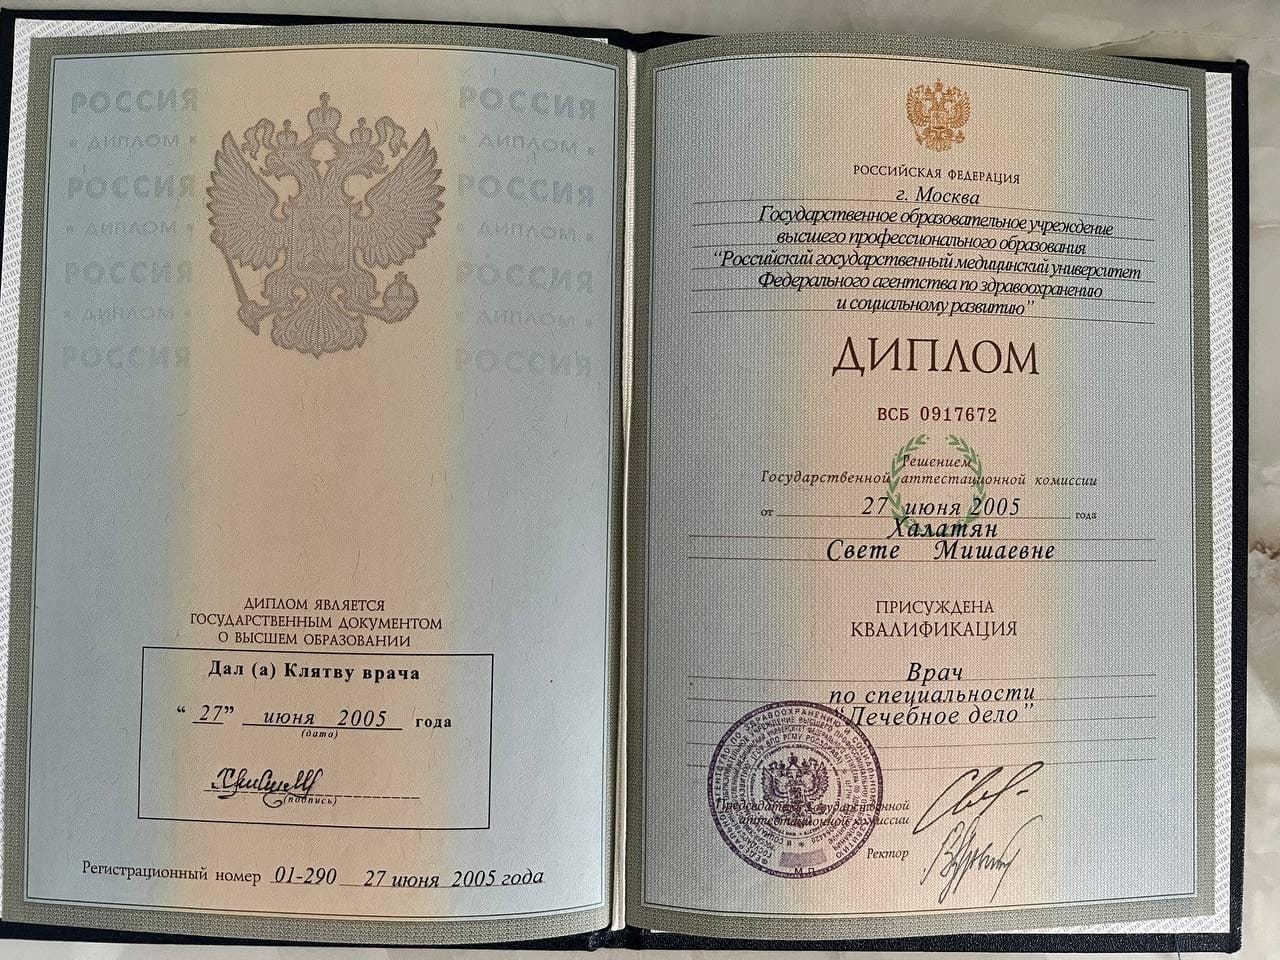 РОССИЯ РОССИЯ
« ДИПЛОМ » « ДИПЛОМ »
РОССИЯ РОССИЯ
« ДИПЛОМ » « ДИПЛОМ »
РОССИЯ РОССИЯ
« ДИПЛОМ » « ДИПЛОМ »
РОССИЯ РОССИЯ
ДИПЛОМ ЯВЛЯЕТСЯ
ГОСУДАРСТВЕННЫМ ДОКУМЕНТОМ
О ВЫСШЕМ ОБРАЗОВАНИИ
Дал (а) Клятву врача
“ 27” июня 2005 года
(дата)
(подпись)
Регистрационный номер 01-290 27 июня 2005 года
РОССИЙСКАЯ ФЕДЕРАЦИЯ
г. Москва
Государственное образовательное учреждение
высшего профессионального образования
“Российский государственный медицинский университет
Федерального агентства по здравоохранению
и социальному развитию”
ДИПЛОМ
ВСБ 0917672
Решением
Государственной аттестационной комиссии
от 27 июня 2005 года
Халатян
Свете Мишаевне
ПРИСУЖДЕНА
КВАЛИФИКАЦИЯ
Врач
по специальности
“Лечебное дело”
Председатель Государственной
аттестационной комиссии
Ректор
М.П.